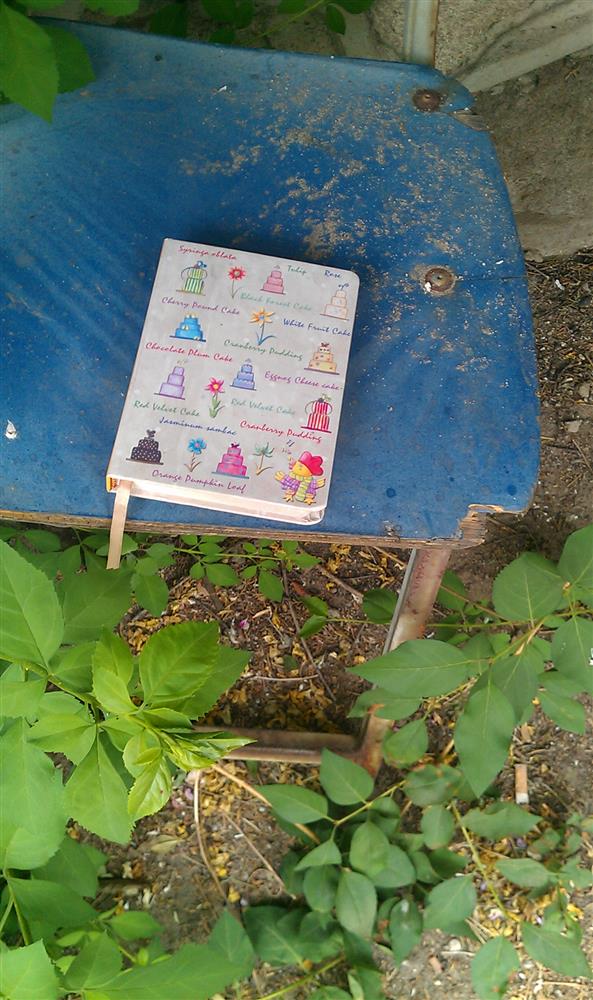 Syringa oblata
Tulip Rose
Black Forest Cake
Cherry Pound Cake
White Fruit Cake
Cranberry Pudding
Chocolate Plum Cake
Eggnog Cheese cake
Red Velvet Cake Red Velvet Cake
Jasminum sambac Cranberry Pudding
Orange Pumpkin Loaf